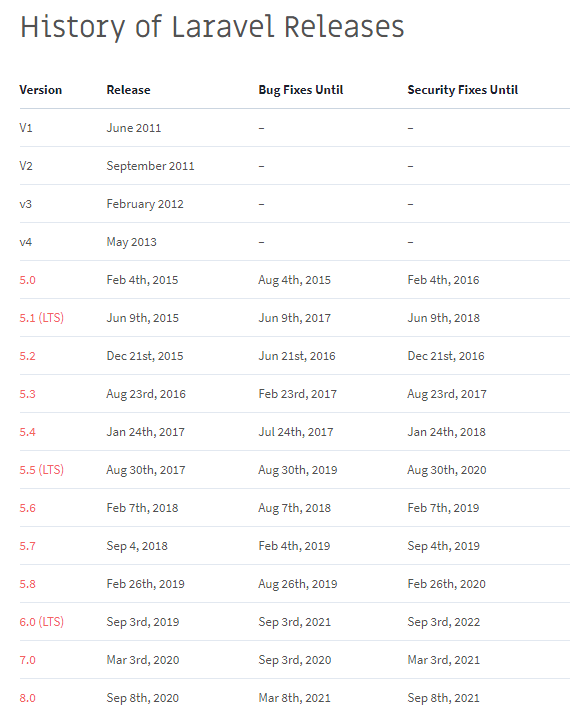 History of Laravel Releases
Version Release Bug Fixes Until Security Fixes Until
V1 June 2011 – –
V2 September 2011 – –
v3 February 2012 – –
v4 May 2013 – –
5.0 Feb 4th, 2015 Aug 4th, 2015 Feb 4th, 2016
5.1 (LTS) Jun 9th, 2015 Jun 9th, 2017 Jun 9th, 2018
5.2 Dec 21st, 2015 Jun 21st, 2016 Dec 21st, 2016
5.3 Aug 23rd, 2016 Feb 23rd, 2017 Aug 23rd, 2017
5.4 Jan 24th, 2017 Jul 24th, 2017 Jan 24th, 2018
5.5 (LTS) Aug 30th, 2017 Aug 30th, 2019 Aug 30th, 2020
5.6 Feb 7th, 2018 Aug 7th, 2018 Feb 7th, 2019
5.7 Sep 4, 2018 Feb 4th, 2019 Sep 4th, 2019
5.8 Feb 26th, 2019 Aug 26th, 2019 Feb 26th, 2020
6.0 (LTS) Sep 3rd, 2019 Sep 3rd, 2021 Sep 3rd, 2022
7.0 Mar 3rd, 2020 Sep 3rd, 2020 Mar 3rd, 2021
8.0 Sep 8th, 2020 Mar 8th, 2021 Sep 8th, 2021